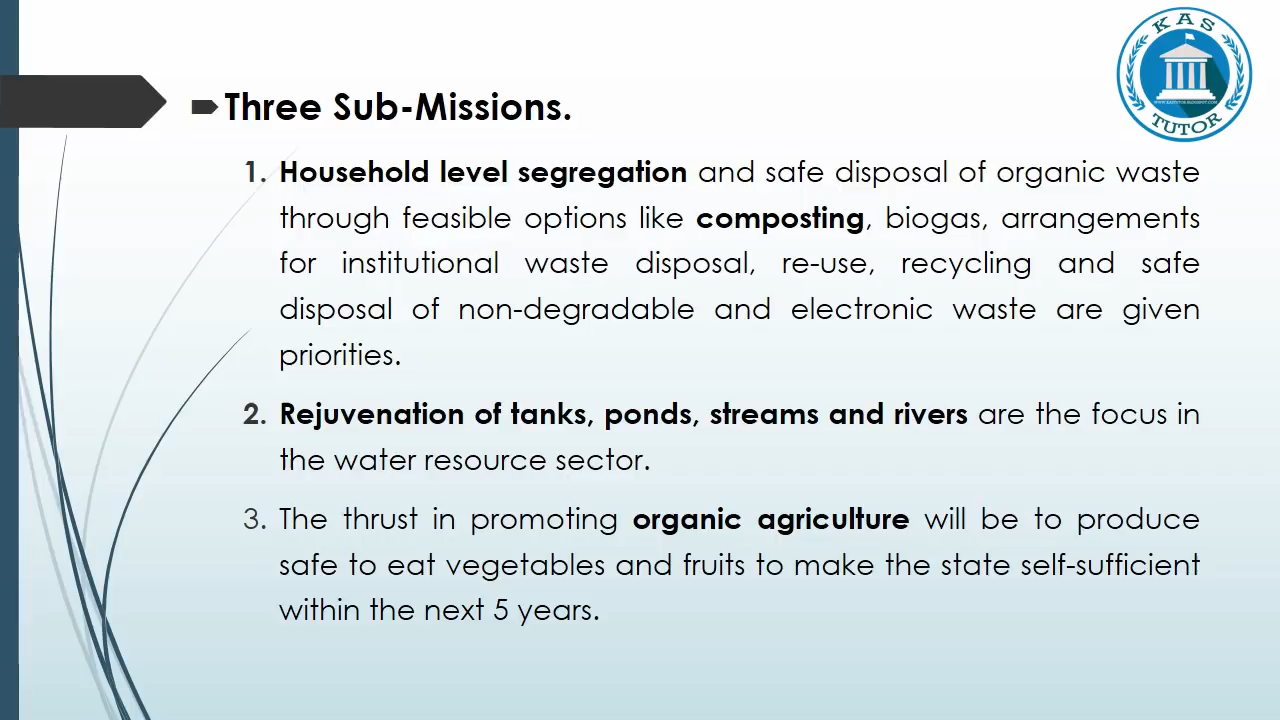 KAS
TUTOR
WWW.KASTUTOR.BLOGSPOT.COM
Three Sub-Missions.
1. Household level segregation and safe disposal of organic waste
through feasible options like composting, biogas, arrangements
for institutional waste disposal, re-use, recycling and safe
disposal of non-degradable and electronic waste are given
priorities.
2. Rejuvenation of tanks, ponds, streams and rivers are the focus in
the water resource sector.
3. The thrust in promoting organic agriculture will be to produce
safe to eat vegetables and fruits to make the state self-sufficient
within the next 5 years.